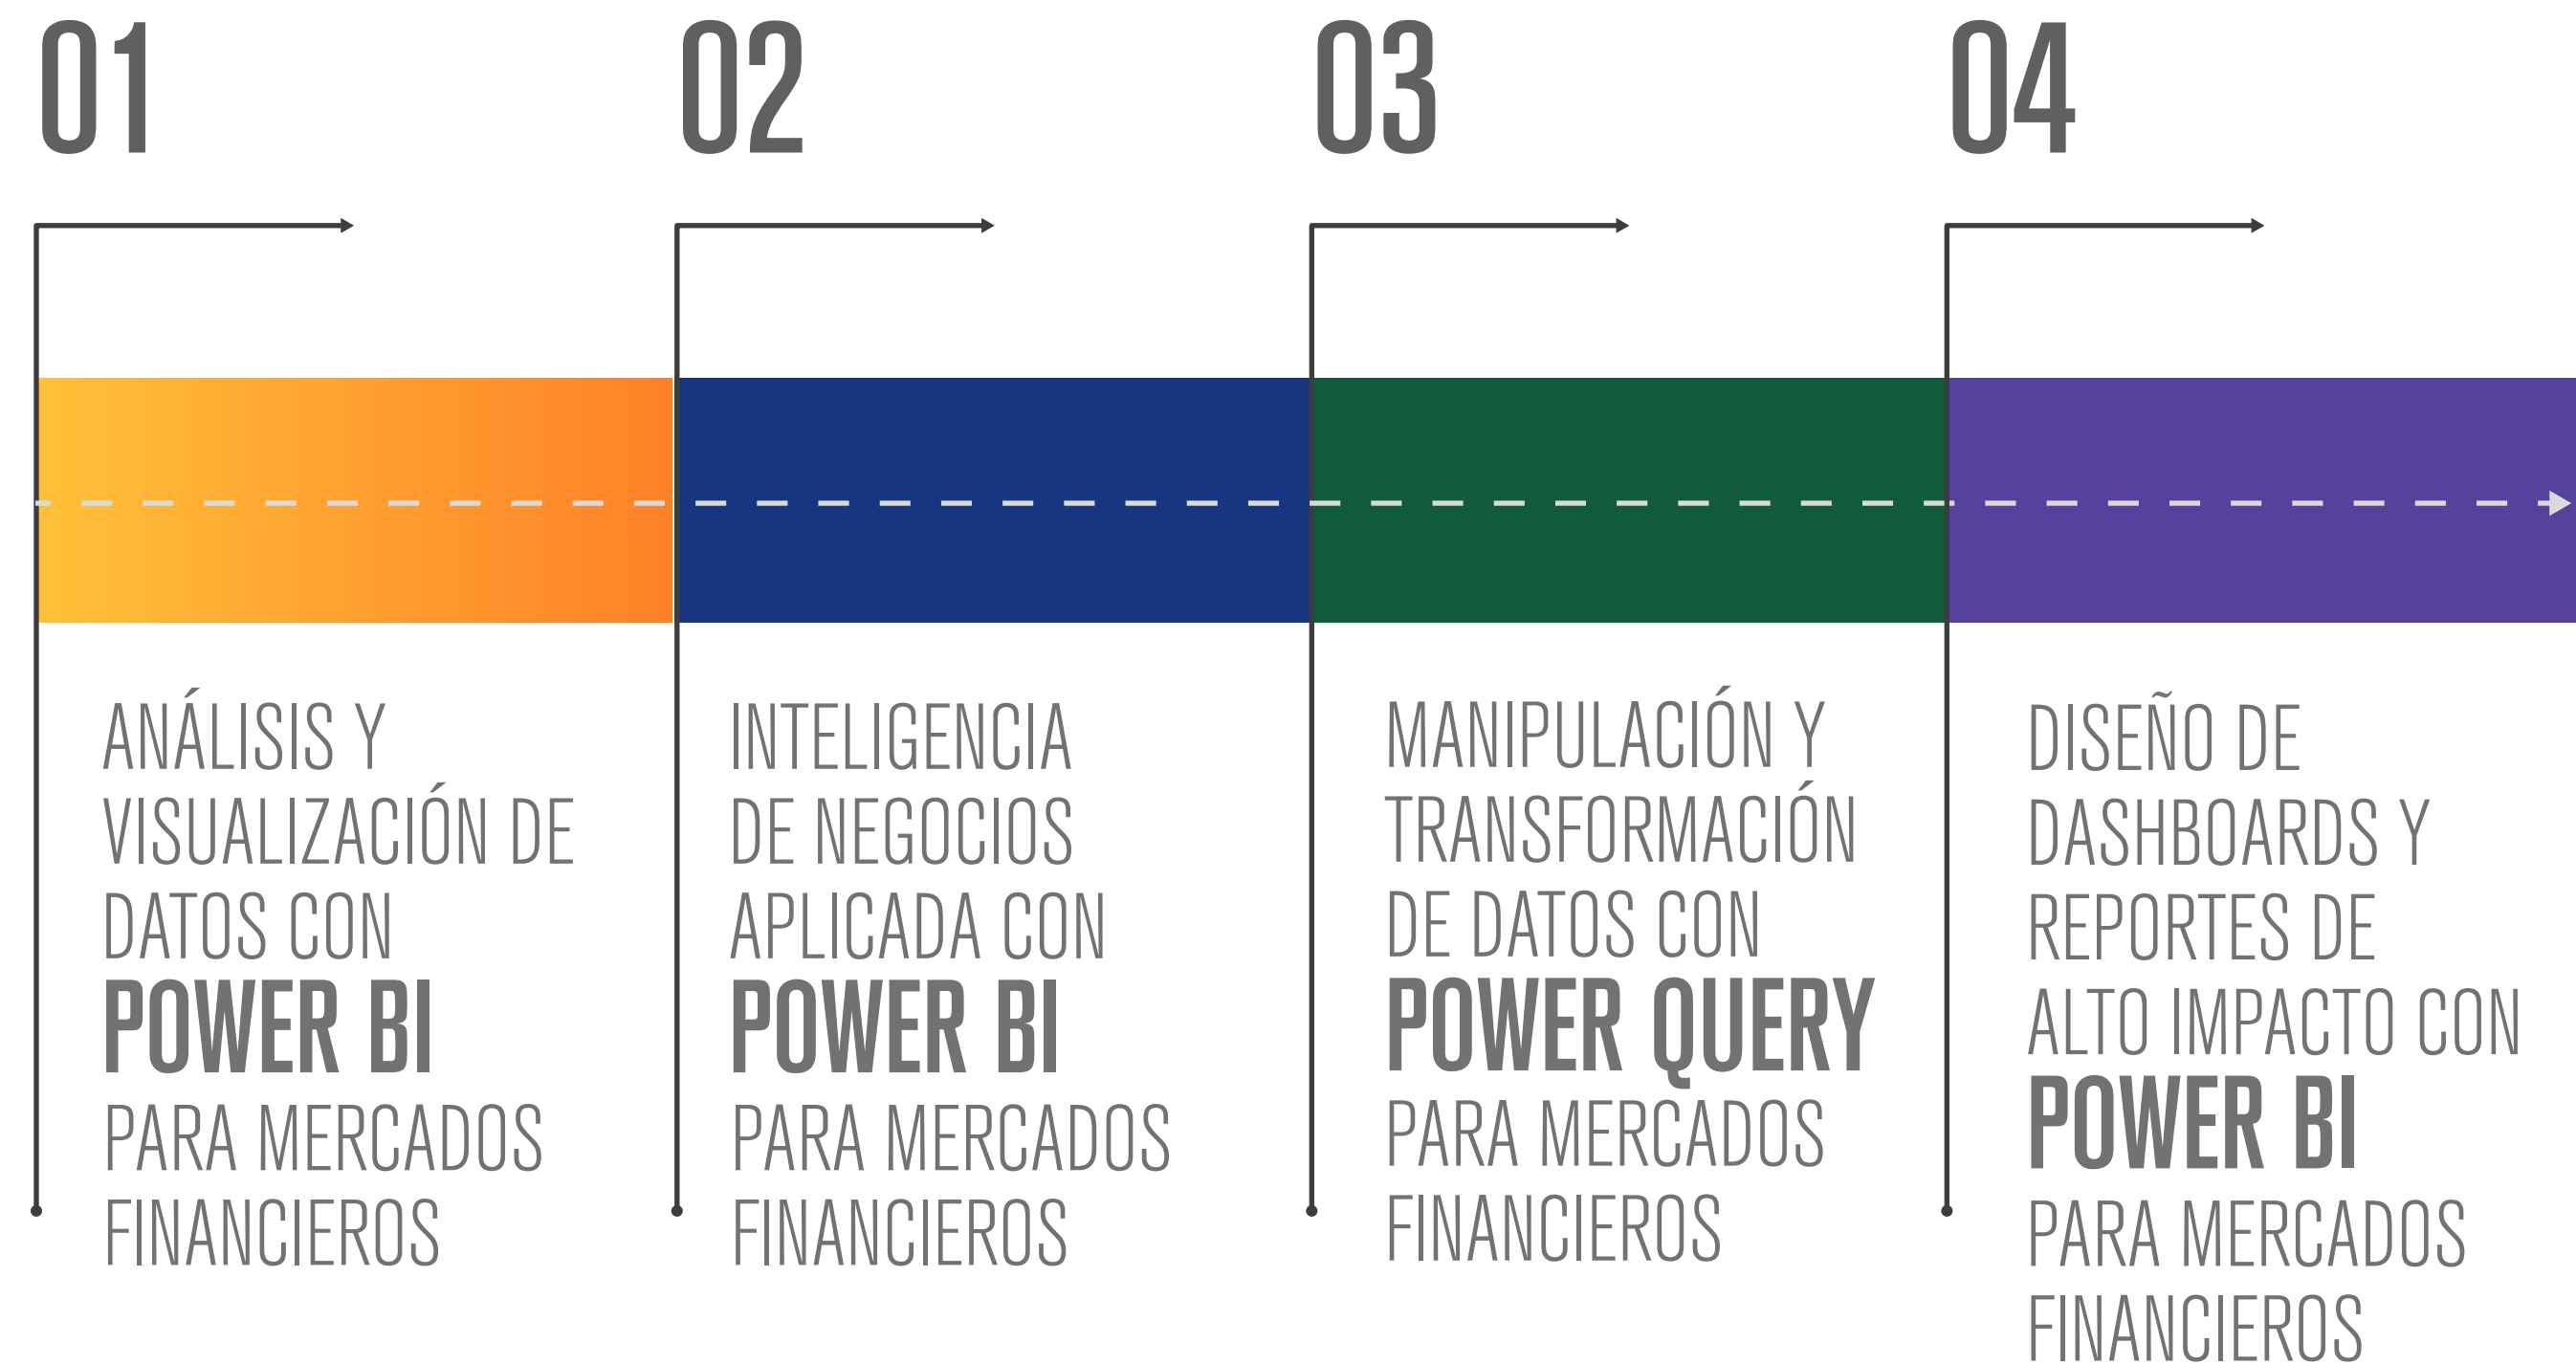 01
ANÁLISIS Y
VISUALIZACIÓN DE
DATOS CON
POWER BI
PARA MERCADOS
FINANCIEROS
02
INTELIGENCIA
DE NEGOCIOS
APLICADA CON
POWER BI
PARA MERCADOS
FINANCIEROS
03
MANIPULACIÓN Y
TRANSFORMACIÓN
DE DATOS CON
POWER QUERY
PARA MERCADOS
FINANCIEROS
04
DISEÑO DE
DASHBOARDS Y
REPORTES DE
ALTO IMPACTO CON
POWER BI
PARA MERCADOS
FINANCIEROS